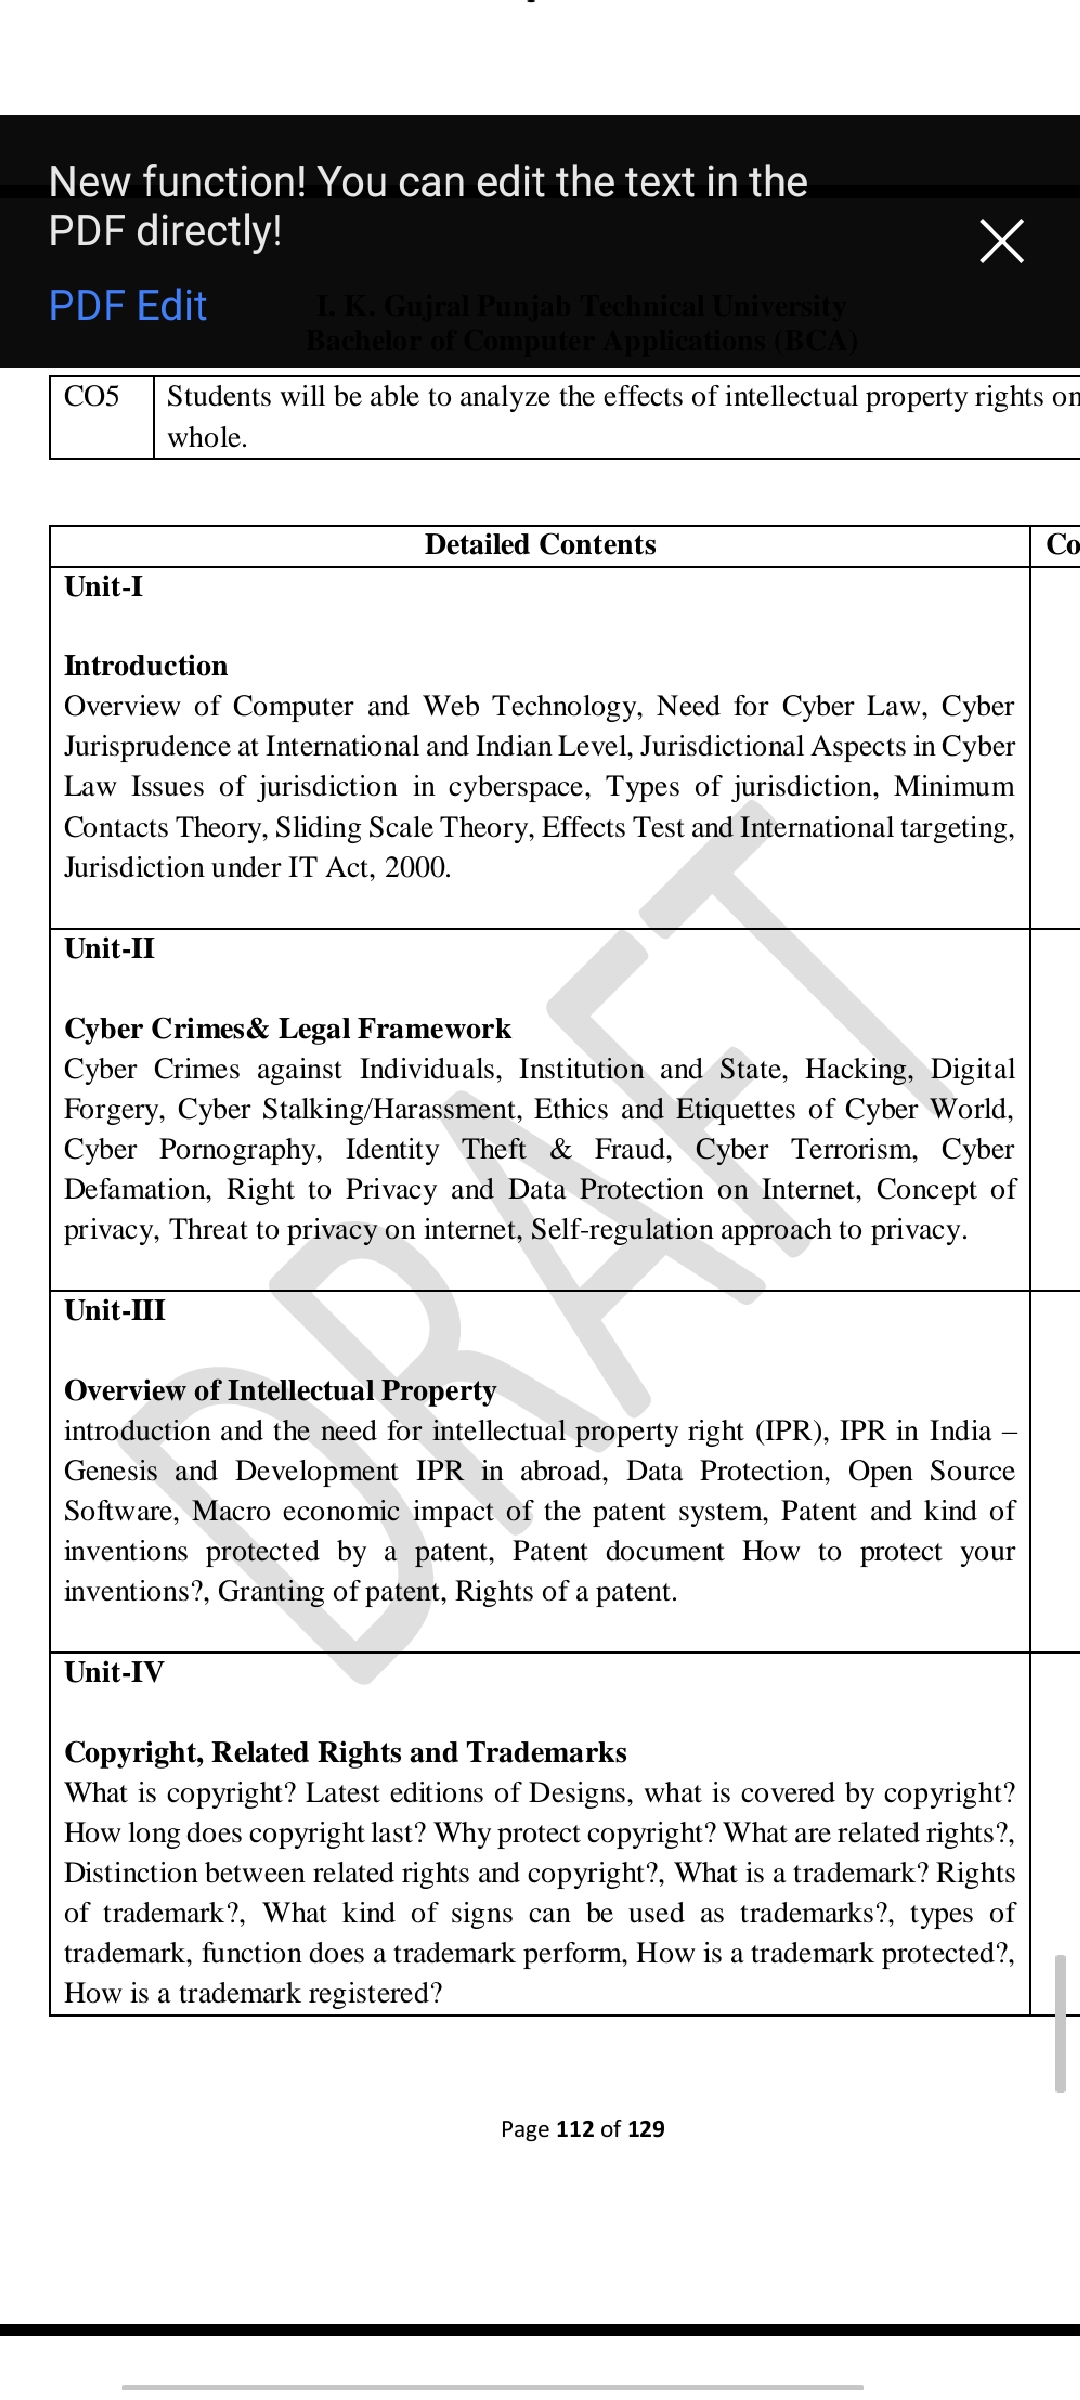 New function! You can edit the text in the
PDF directly!
PDF Edit
I. K. Gujral Punjab Technical University
Bachelor of Computer Applications (BCA)
CO5 Students will be able to analyze the effects of intellectual property rights on
whole.
Detailed Contents Co
Unit-I
Introduction
Overview of Computer and Web Technology, Need for Cyber Law, Cyber
Jurisprudence at International and Indian Level, Jurisdictional Aspects in Cyber
Law Issues of jurisdiction in cyberspace, Types of jurisdiction, Minimum
Contacts Theory, Sliding Scale Theory, Effects Test and International targeting,
Jurisdiction under IT Act, 2000.
Unit-II
Cyber Crimes& Legal Framework
Cyber Crimes against Individuals, Institution and State, Hacking, Digital
Forgery, Cyber Stalking/Harassment, Ethics and Etiquettes of Cyber World,
Cyber Pornography, Identity Theft & Fraud, Cyber Terrorism, Cyber
Defamation, Right to Privacy and Data Protection on Internet, Concept of
privacy, Threat to privacy on internet, Self-regulation approach to privacy.
Unit-III
Overview of Intellectual Property
introduction and the need for intellectual property right (IPR), IPR in India –
Genesis and Development IPR in abroad, Data Protection, Open Source
Software, Macro economic impact of the patent system, Patent and kind of
inventions protected by a patent, Patent document How to protect your
inventions?, Granting of patent, Rights of a patent.
Unit-IV
Copyright, Related Rights and Trademarks
What is copyright? Latest editions of Designs, what is covered by copyright?
How long does copyright last? Why protect copyright? What are related rights?,
Distinction between related rights and copyright?, What is a trademark? Rights
of trademark?, What kind of signs can be used as trademarks?, types of
trademark, function does a trademark perform, How is a trademark protected?,
How is a trademark registered?
DRAFT
Page 112 of 129